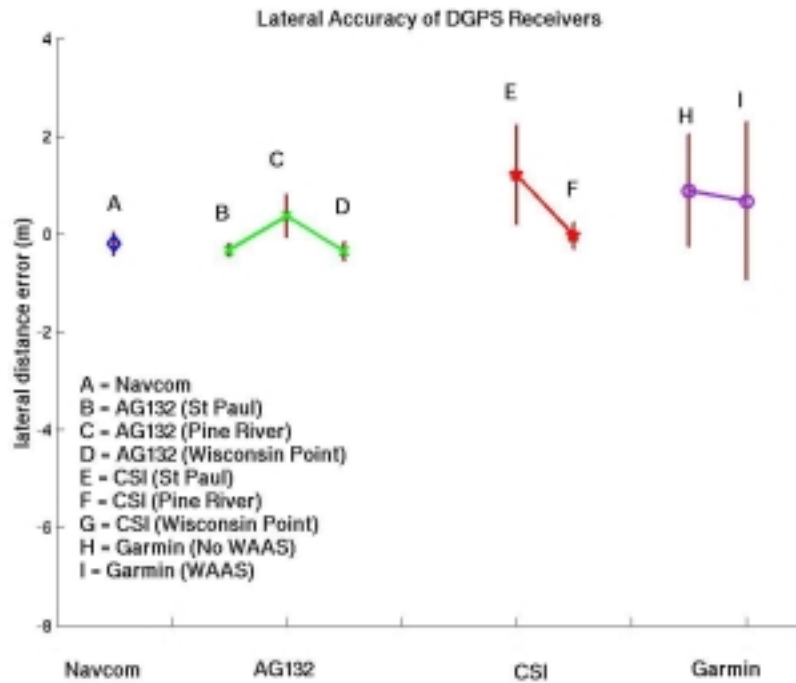 Lateral Accuracy of DGPS Receivers
4
2
0
-2
-4
-6
-8
lateral distance error (m)
A
B
C
D
E
F
H
I
A = Navcom
B = AG132 (St Paul)
C = AG132 (Pine River)
D = AG132 (Wisconsin Point)
E = CSI (St Paul)
F = CSI (Pine River)
G = CSI (Wisconsin Point)
H = Garmin (No WAAS)
I = Garmin (WAAS)
Navcom
AG132
CSI
Garmin